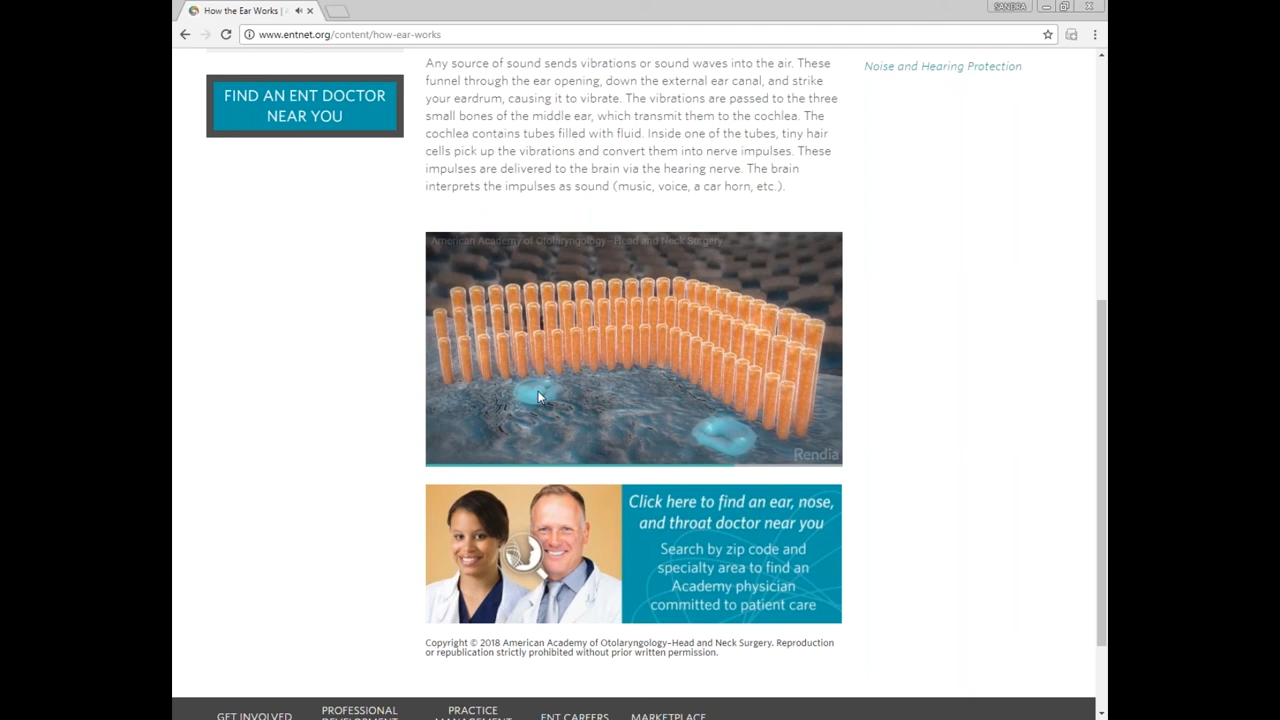 How the Ear Works |
SANDRA
www.entnet.org/content/how-ear-works
FIND AN ENT DOCTOR
NEAR YOU
Any source of sound sends vibrations or sound waves into the air. These
funnel through the ear opening, down the external ear canal, and strike
your eardrum, causing it to vibrate. The vibrations are passed to the three
small bones of the middle ear, which transmit them to the cochlea. The
cochlea contains tubes filled with fluid. Inside one of the tubes, tiny hair
cells pick up the vibrations and convert them into nerve impulses. These
impulses are delivered to the brain via the hearing nerve. The brain
interprets the impulses as sound (music, voice, a car horn, etc.).
Noise and Hearing Protection
American Academy of Otolaryngology–Head and Neck Surgery
Rendia
Click here to find an ear, nose,
and throat doctor near you
Search by zip code and
specialty area to find an
Academy physician
committed to patient care
Copyright © 2018 American Academy of Otolaryngology–Head and Neck Surgery. Reproduction
or republication strictly prohibited without prior written permission.
GET INVOLVED
PROFESSIONAL
DEVELOPMENT
PRACTICE
MANAGEMENT
ENT CAREERS
MARKETPLACE